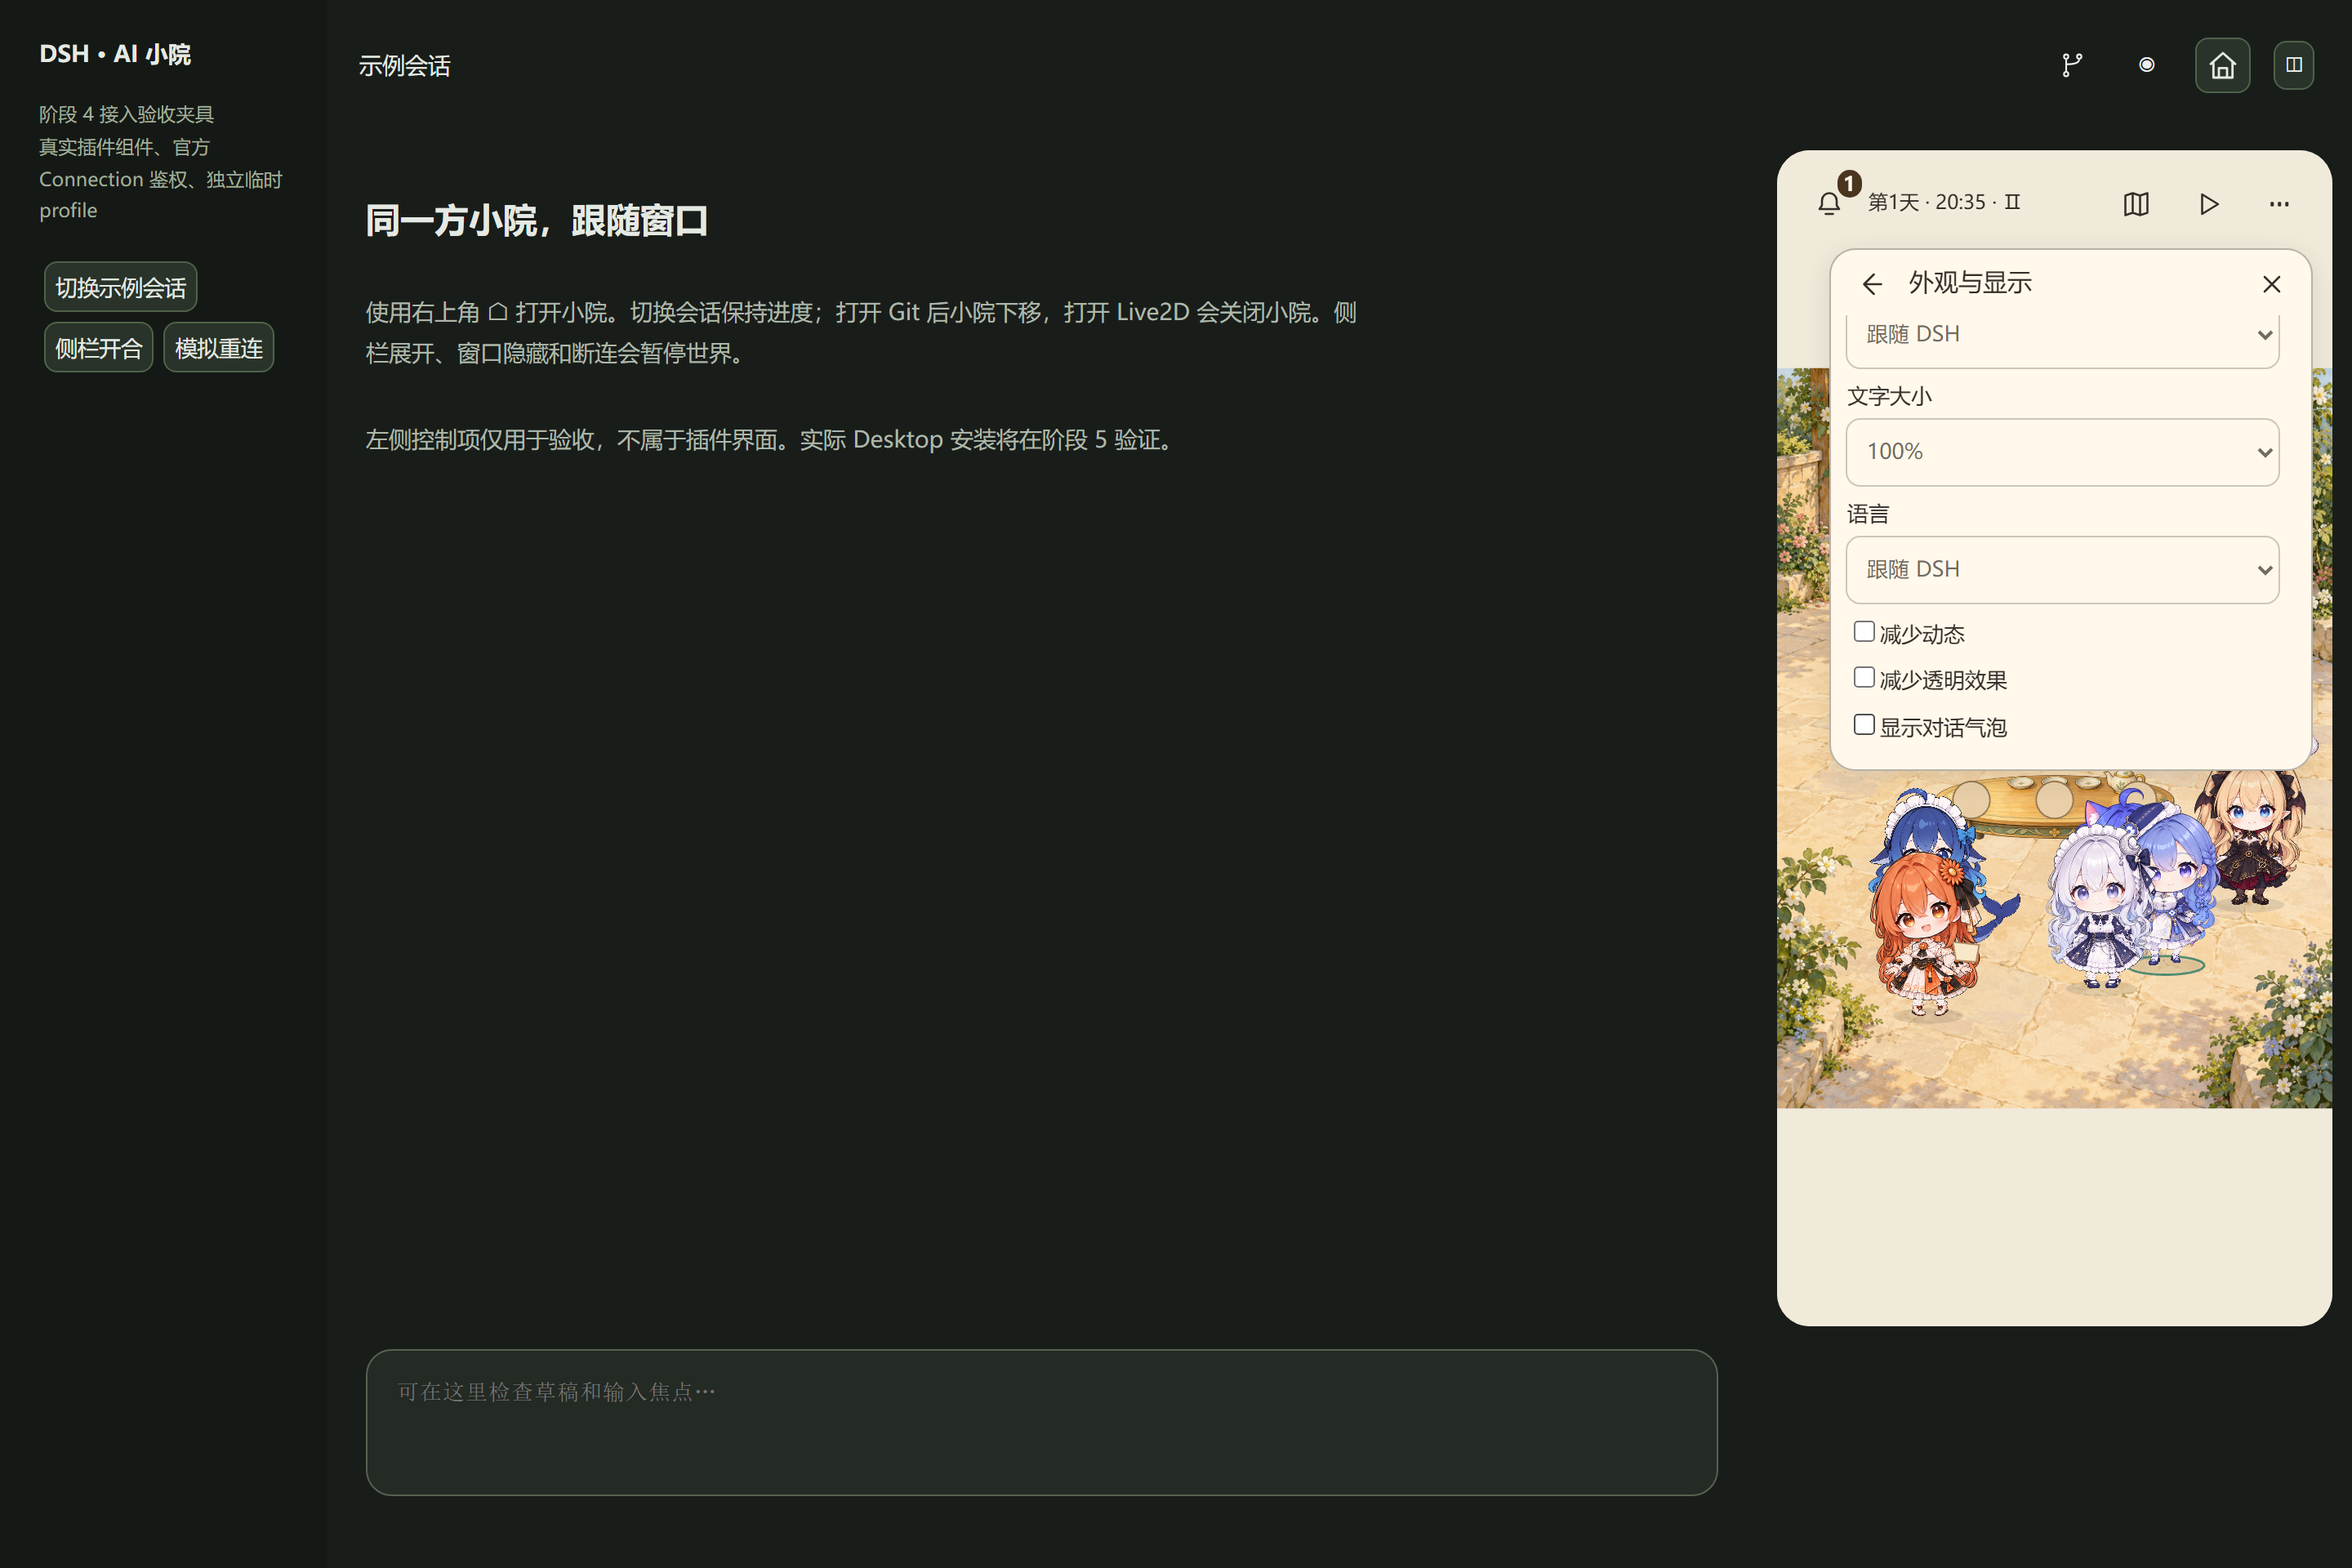 DSH • AI 小院
阶段 4 接入验收夹具
真实插件组件、官方
Connection 鉴权、独立临时
profile
切换示例会话
侧栏开合
模拟重连
示例会话
同一方小院，跟随窗口
使用右上角 ⌂ 打开小院。切换会话保持进度；打开 Git 后小院下移，打开 Live2D 会关闭小院。侧
栏展开、窗口隐藏和断连会暂停世界。
左侧控制项仅用于验收，不属于插件界面。实际 Desktop 安装将在阶段 5 验证。
可在这里检查草稿和输入焦点…
1
第1天 · 20:35 · Ⅱ
外观与显示
跟随 DSH
文字大小
100%
语言
跟随 DSH
减少动态
减少透明效果
显示对话气泡